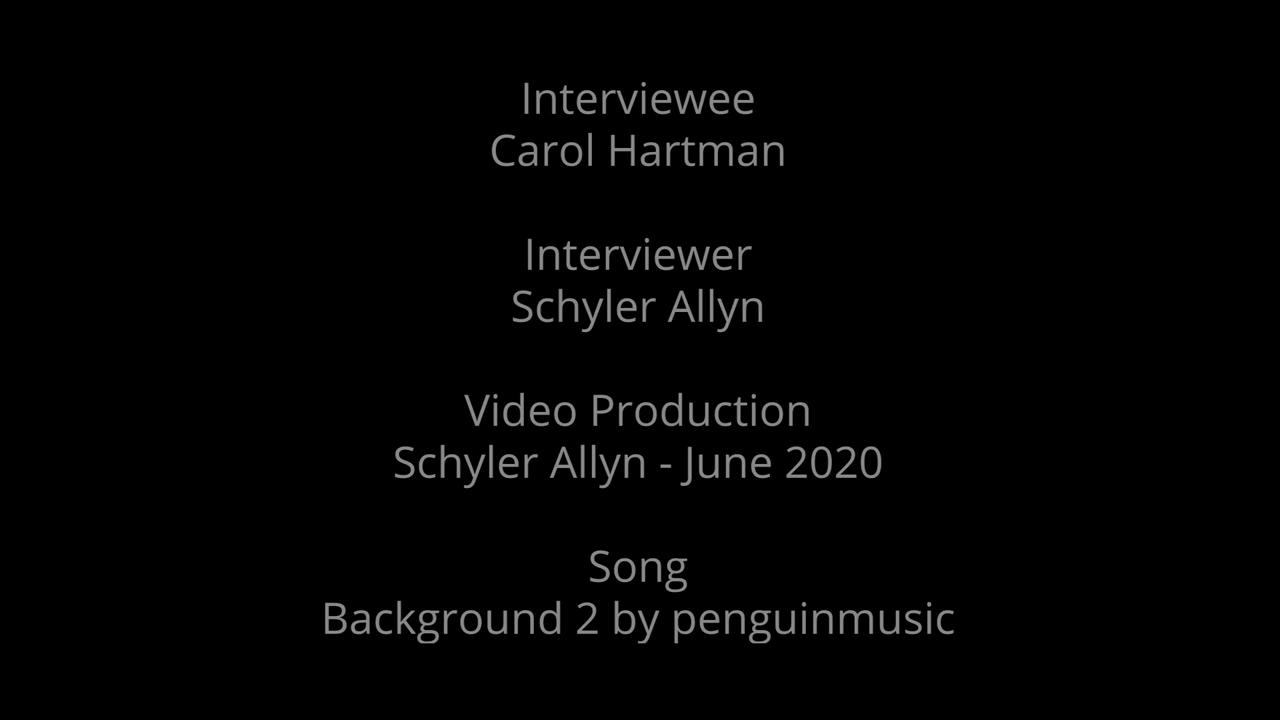 Interviewee
Carol Hartman
Interviewer
Schyler Allyn
Video Production
Schyler Allyn - June 2020
Song
Background 2 by penguinmusic